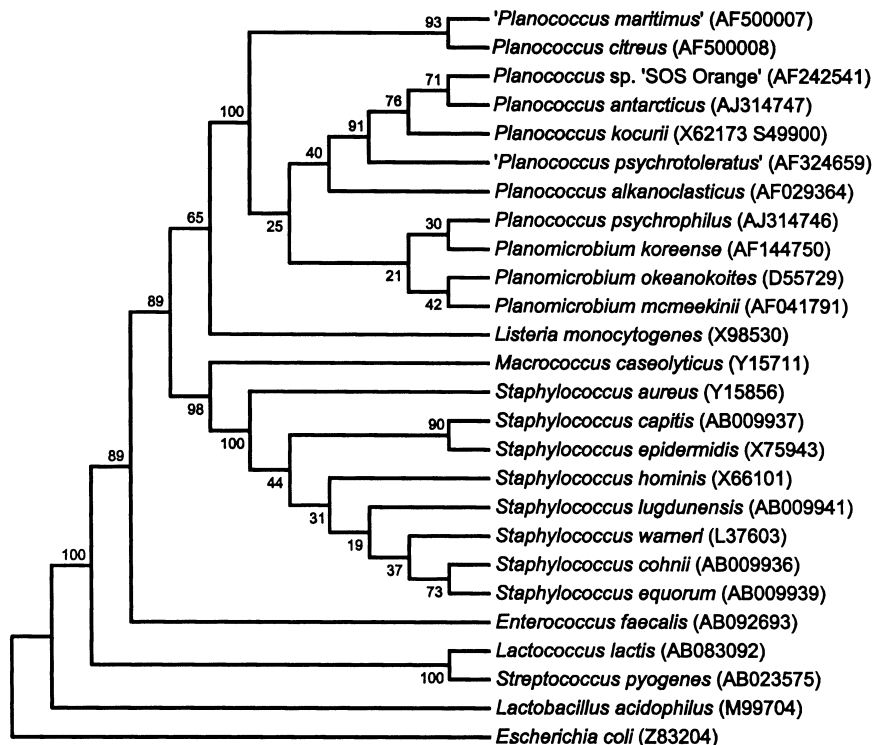 93
'Planococcus maritimus' (AF500007)
Planococcus citreus (AF500008)
71
Planococcus sp. 'SOS Orange' (AF242541)
76
Planococcus antarcticus (AJ314747)
100
91
Planococcus kocurii (X62173 S49900)
40
'Planococcus psychrotoleratus' (AF324659)
Planococcus alkanoclasticus (AF029364)
65
25
30
Planococcus psychrophilus (AJ314746)
Planomicrobium koreense (AF144750)
21
Planomicrobium okeanokoites (D55729)
89
42
Planomicrobium mcmeekinii (AF041791)
Listeria monocytogenes (X98530)
Macrococcus caseolyticus (Y15711)
98
Staphylococcus aureus (Y15856)
100
90
Staphylococcus capitis (AB009937)
89
Staphylococcus epidermidis (X75943)
44
Staphylococcus hominis (X66101)
31
Staphylococcus lugdunensis (AB009941)
19
Staphylococcus warneri (L37603)
100
37
Staphylococcus cohnii (AB009936)
73
Staphylococcus equorum (AB009939)
Enterococcus faecalis (AB092693)
Lactococcus lactis (AB083092)
100
Streptococcus pyogenes (AB023575)
Lactobacillus acidophilus (M99704)
Escherichia coli (Z83204)